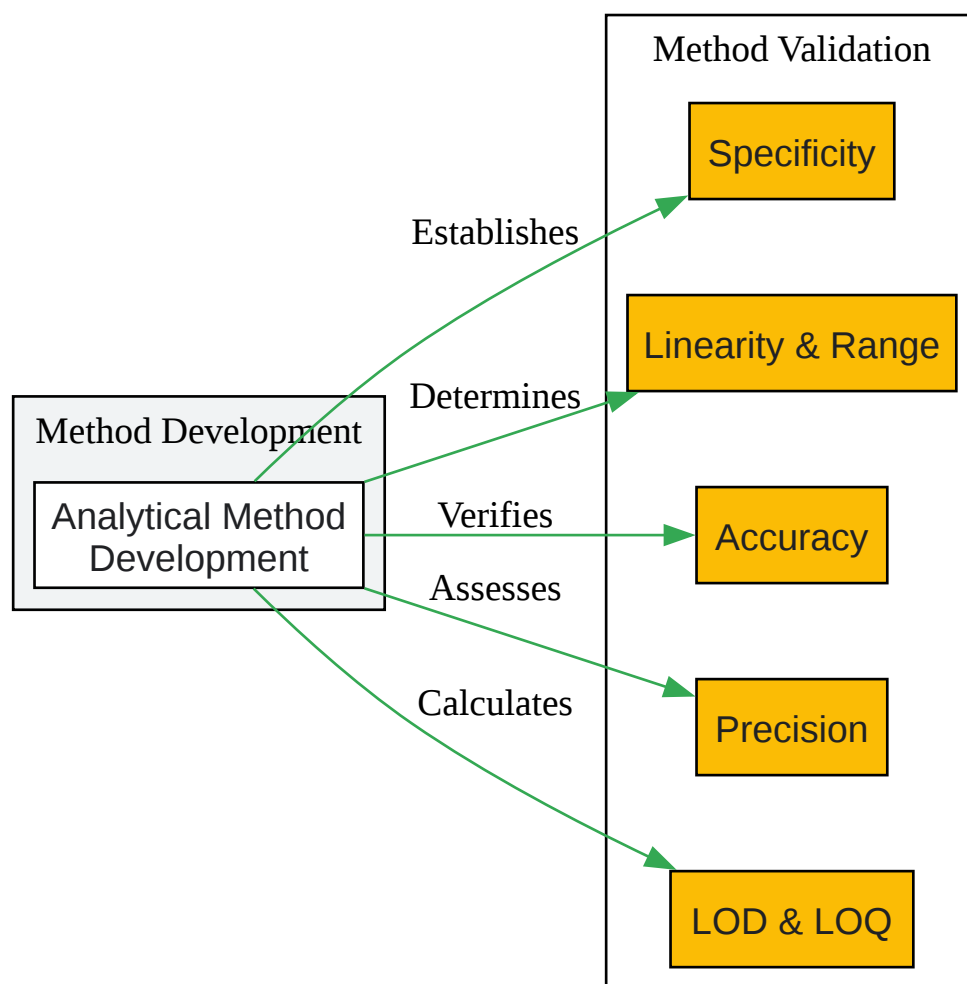 Method Validation
Specificity
Establishes
Linearity & Range
Determines
Method Development
Analytical Method
Development
Verifies
Accuracy
Assesses
Precision
Calculates
LOD & LOQ